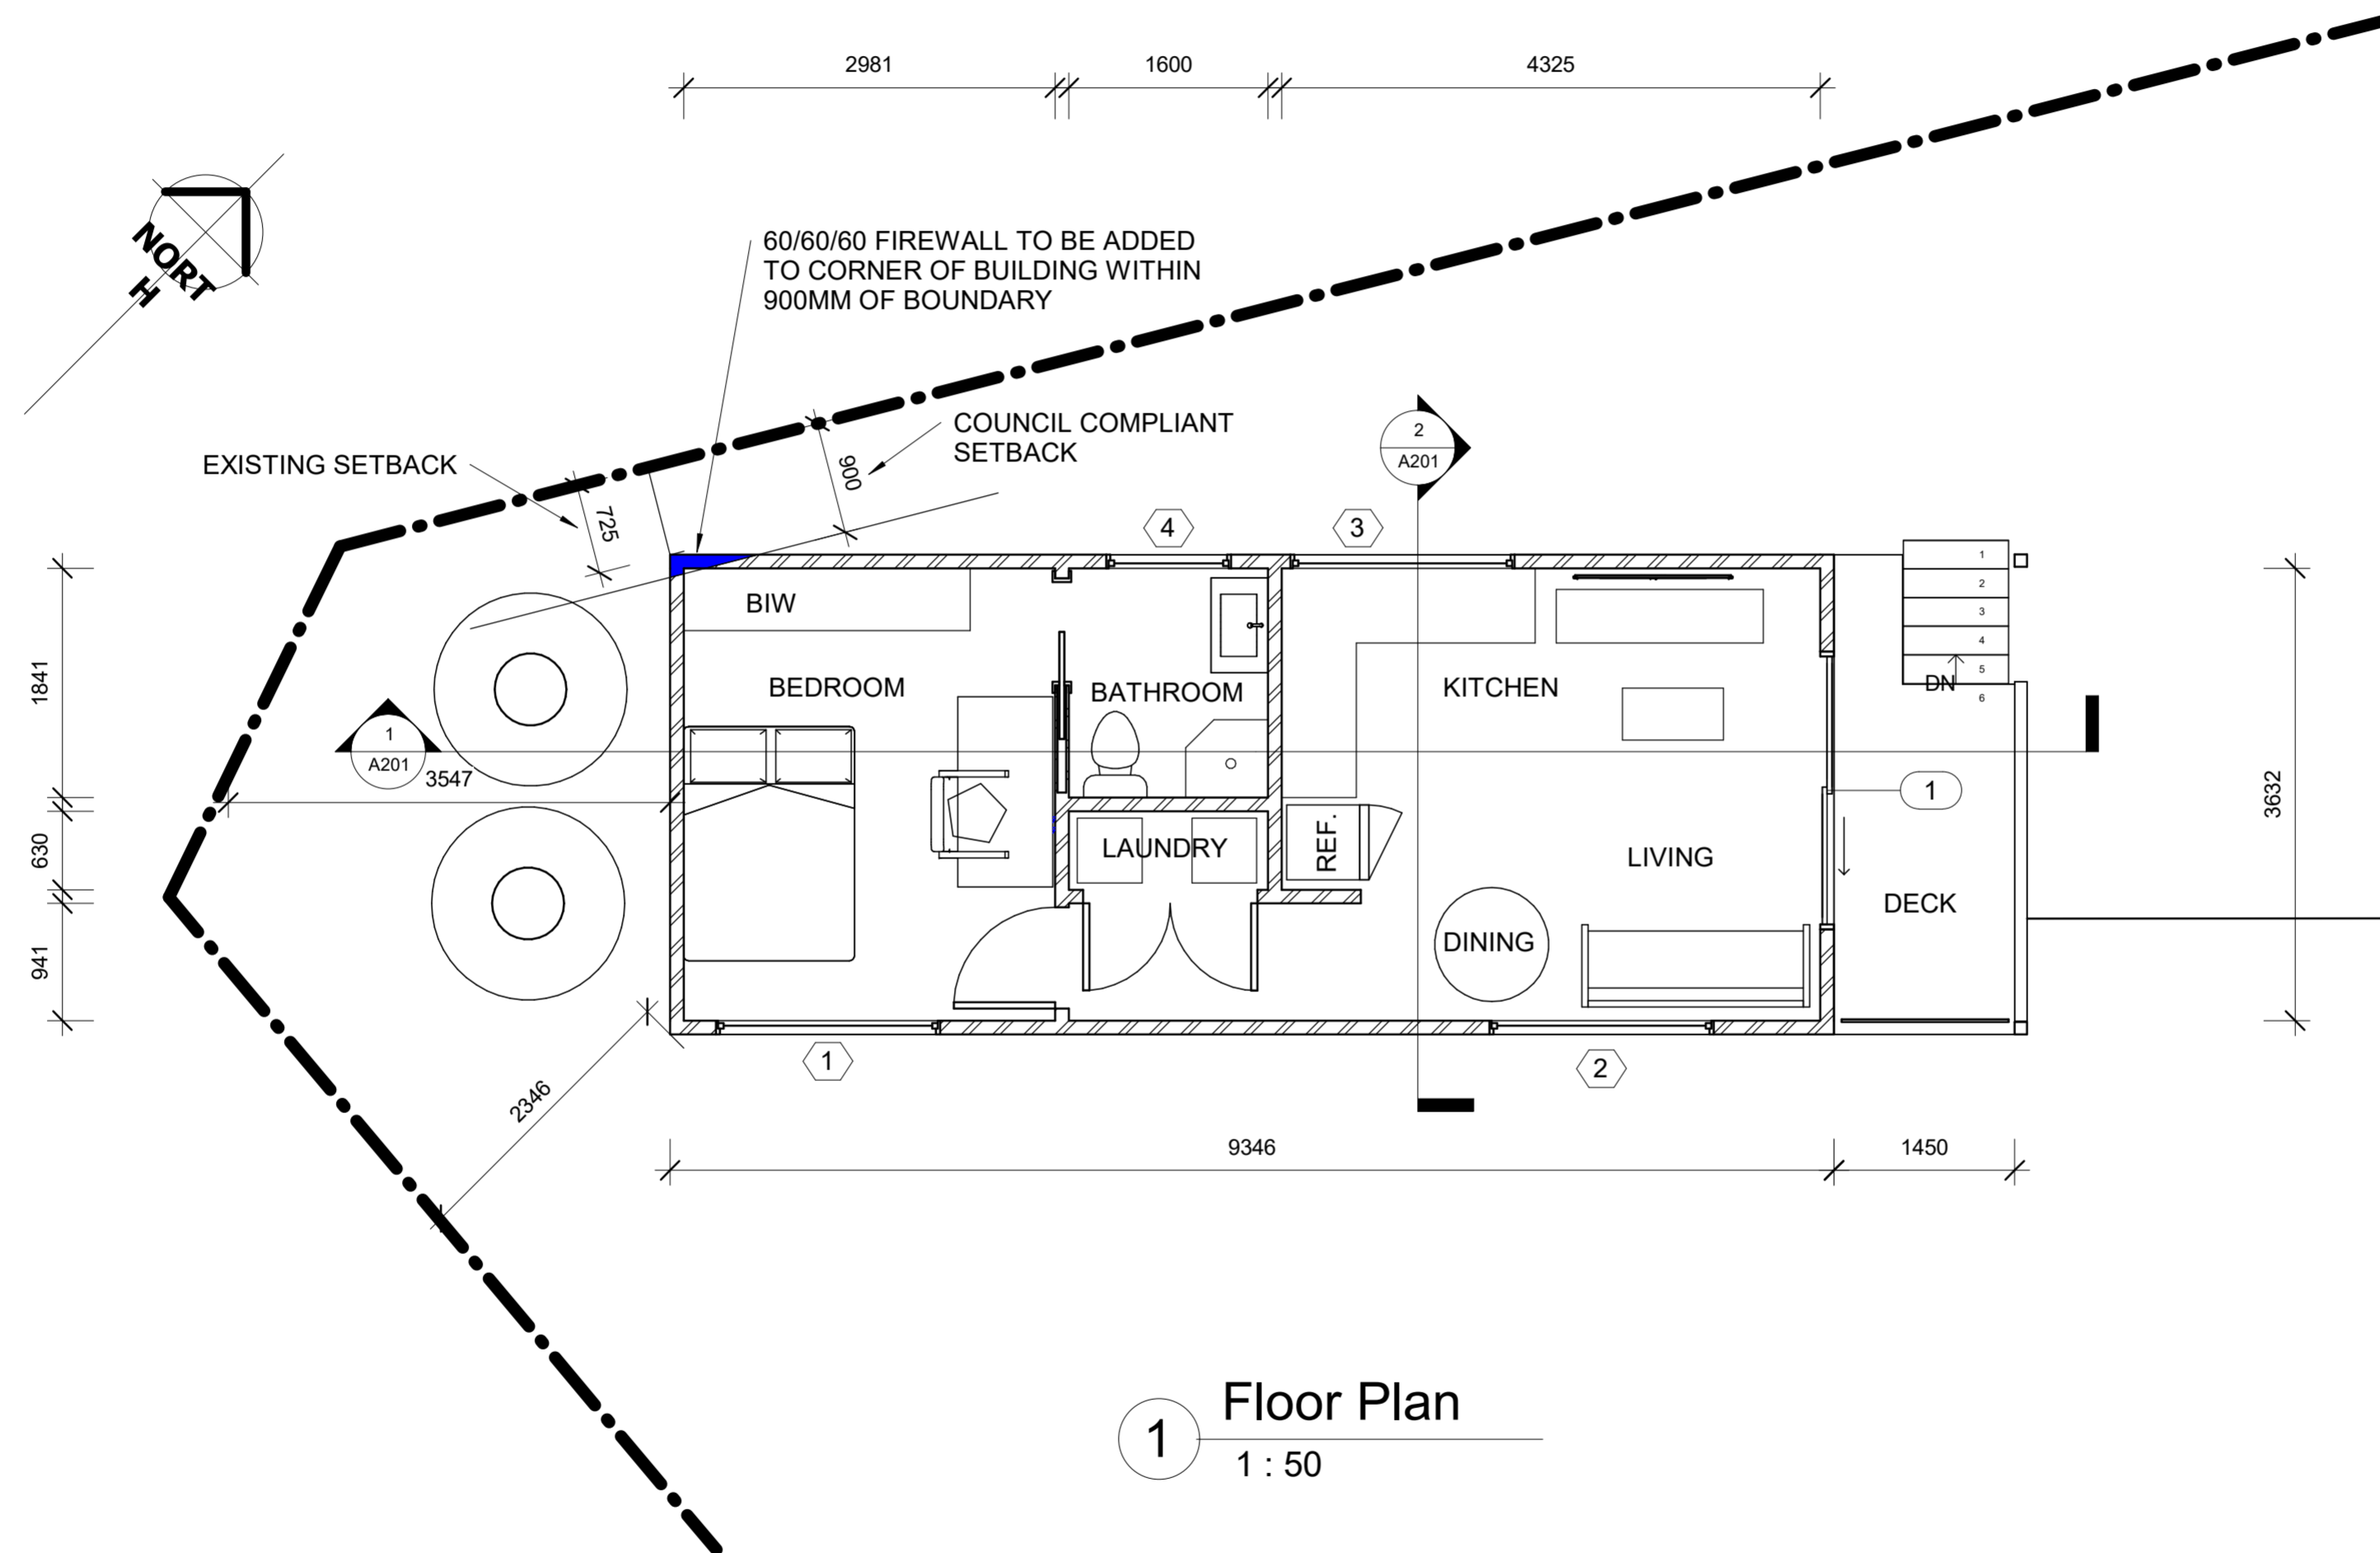 2981
1600
4325
NORT
H
60/60/60 FIREWALL TO BE ADDED
TO CORNER OF BUILDING WITHIN
900MM OF BOUNDARY
EXISTING SETBACK
COUNCIL COMPLIANT
SETBACK
900
725
2
A201
4
3
1
2
3
4
5
6
DN
BIW
BEDROOM
BATHROOM
KITCHEN
1841
630
941
1
A201
3547
1
3632
LAUNDRY
REF.
LIVING
DECK
DINING
1
2
2346
9346
1450
1
Floor Plan
1 : 50